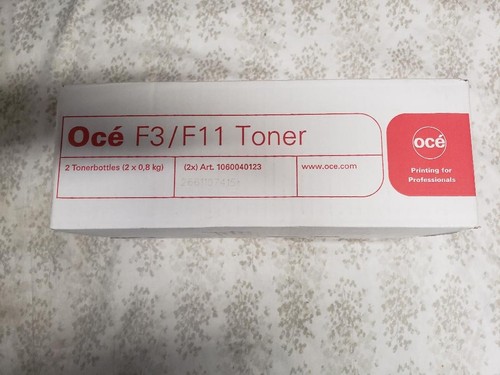 Océ F3/F11 Toner
océ
2 Tonerbottles (2 x 0,8 kg)
(2x) Art. 1060040123
www.oce.com
Printing for
Professionals